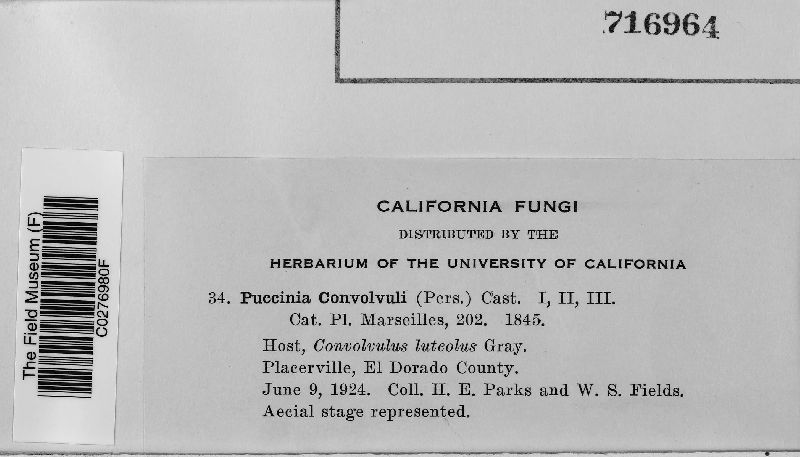 716964
The Field Museum (F)
C0276980F
CALIFORNIA FUNGI
DISTRIBUTED BY THE
HERBARIUM OF THE UNIVERSITY OF CALIFORNIA
34. Puccinia Convolvuli (Pers.) Cast. I, II, III.
Cat. Pl. Marseilles, 202. 1845.
Host, Convolvulus luteolus Gray.
Placerville, El Dorado County.
June 9, 1924. Coll. H. E. Parks and W. S. Fields.
Aecial stage represented.